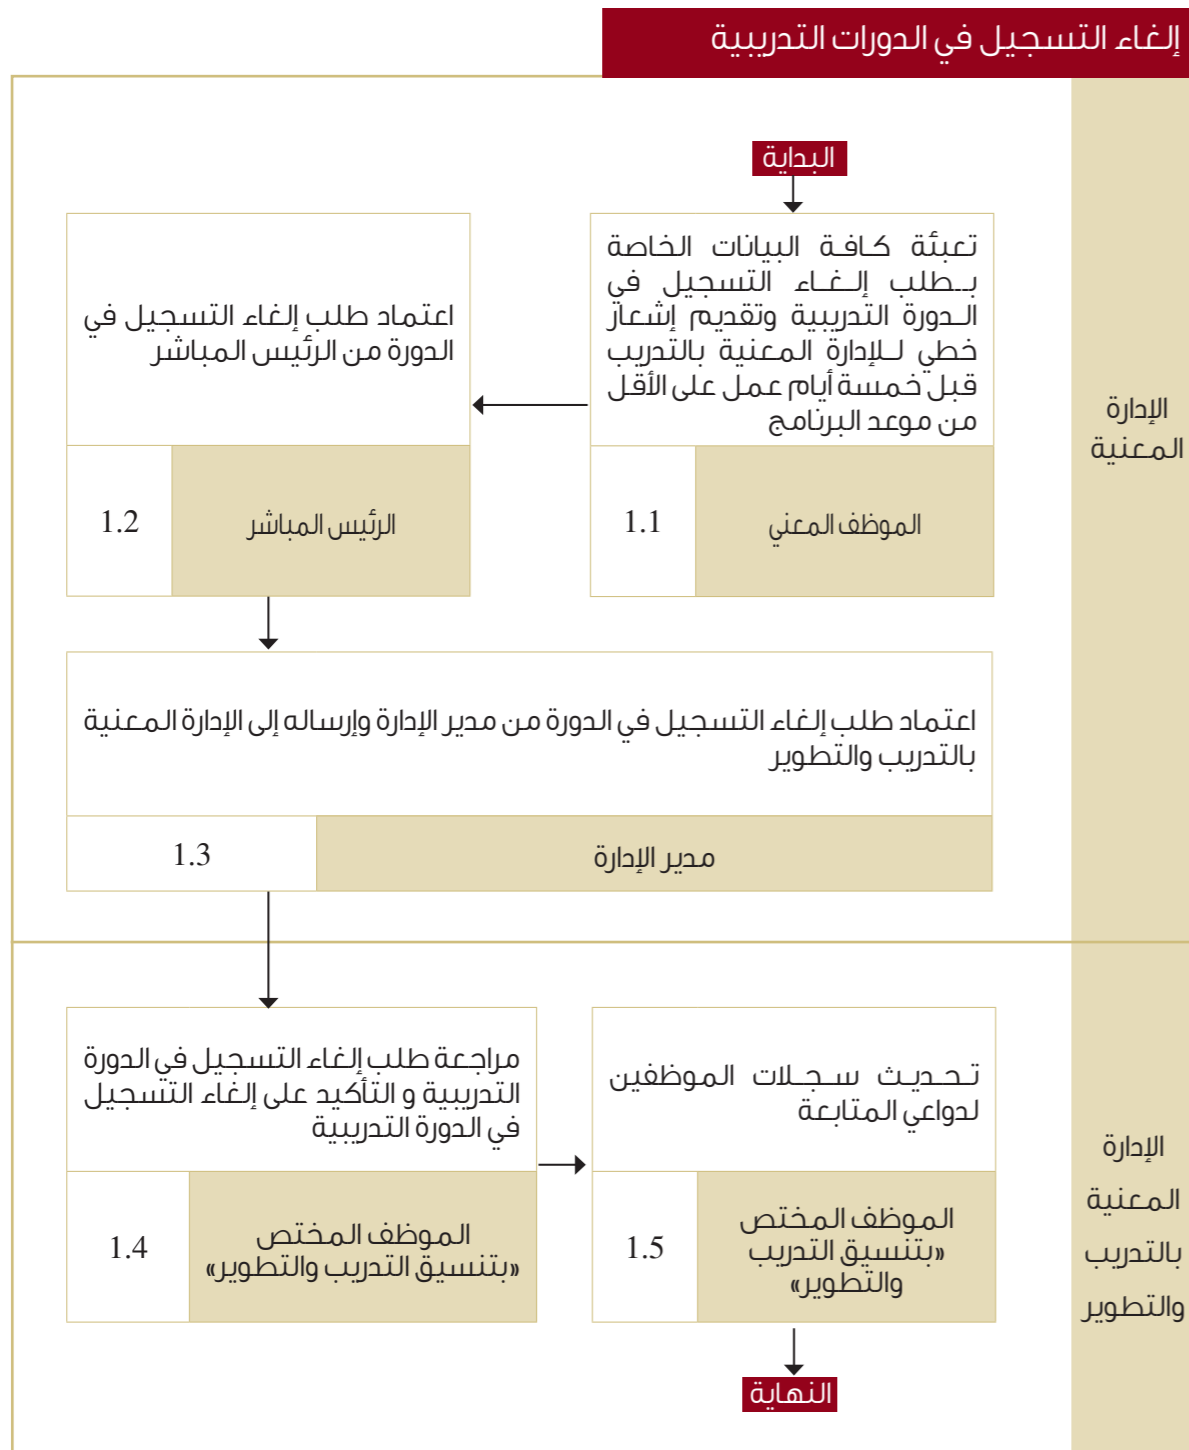 إلغاء التسجيل في الدورات التدريبية
البداية
تعبئة كافة البيانات الخاصة
بطلب إلغاء التسجيل في
الدورة التدريبية وتقديم إشعار
خطي للإدارة المعنية بالتدريب
قبل خمسة أيام عمل على الأقل
من موعد البرنامج
الموظف المعني
1.1
اعتماد طلب إلغاء التسجيل في
الدورة من الرئيس المباشر
الرئيس المباشر
1.2
الإدارة
المعنية
اعتماد طلب إلغاء التسجيل في الدورة من مدير الإدارة وإرساله إلى الإدارة المعنية
بالتدريب والتطوير
مدير الإدارة
1.3
مراجعة طلب إلغاء التسجيل في الدورة
التدريبية و التأكيد على إلغاء التسجيل
في الدورة التدريبية
الموظف المختص
«بتنسيق التدريب والتطوير»
1.4
تحديث سجلات الموظفين
لدواعي المتابعة
الموظف المختص
«بتنسيق التدريب
والتطوير»
1.5
الإدارة
المعنية
بالتدريب
والتطوير
النهاية